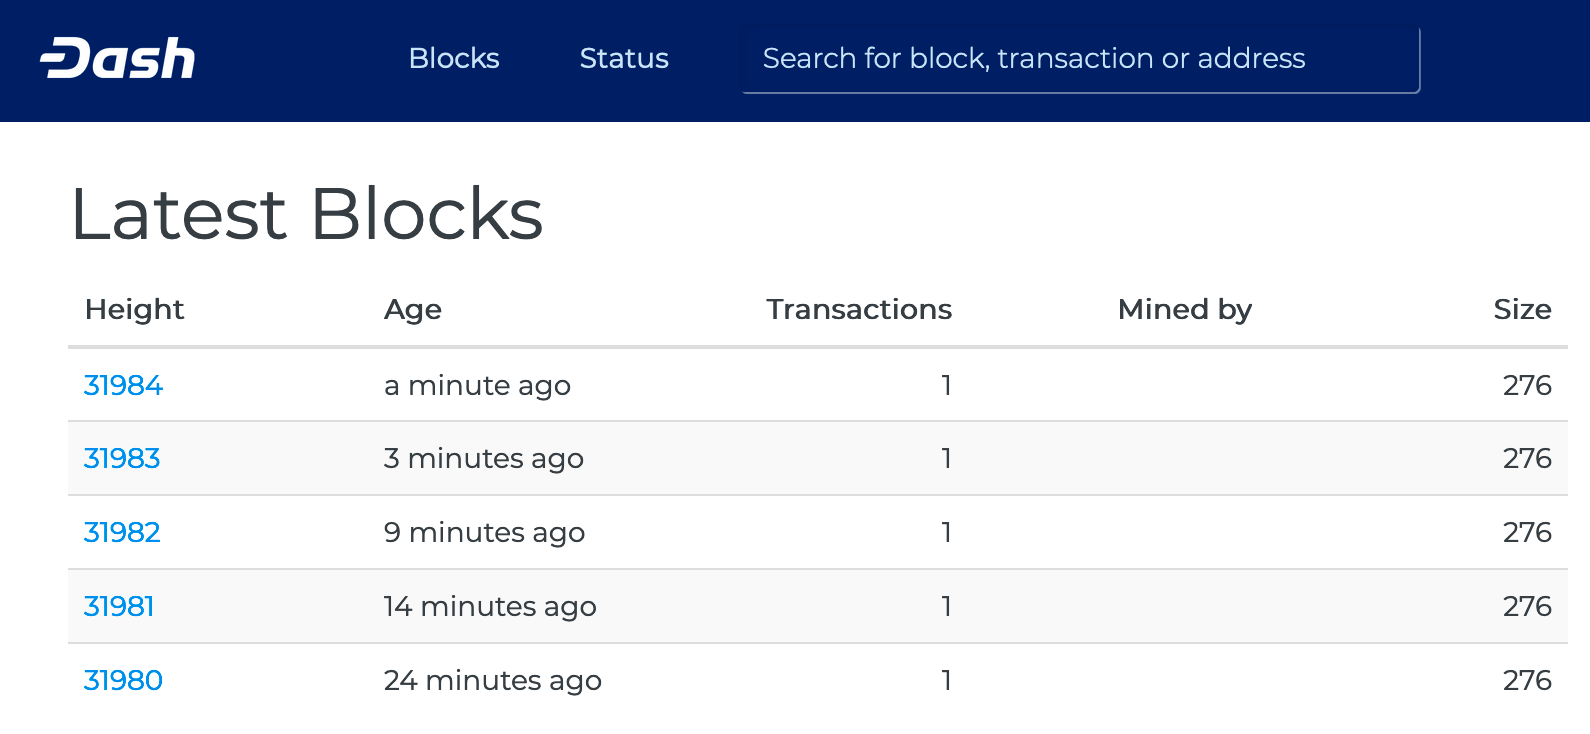 Dash Blocks Status Search for block, transaction or address
Latest Blocks
Height Age Transactions Mined by Size
31984 a minute ago 1 276
31983 3 minutes ago 1 276
31982 9 minutes ago 1 276
31981 14 minutes ago 1 276
31980 24 minutes ago 1 276